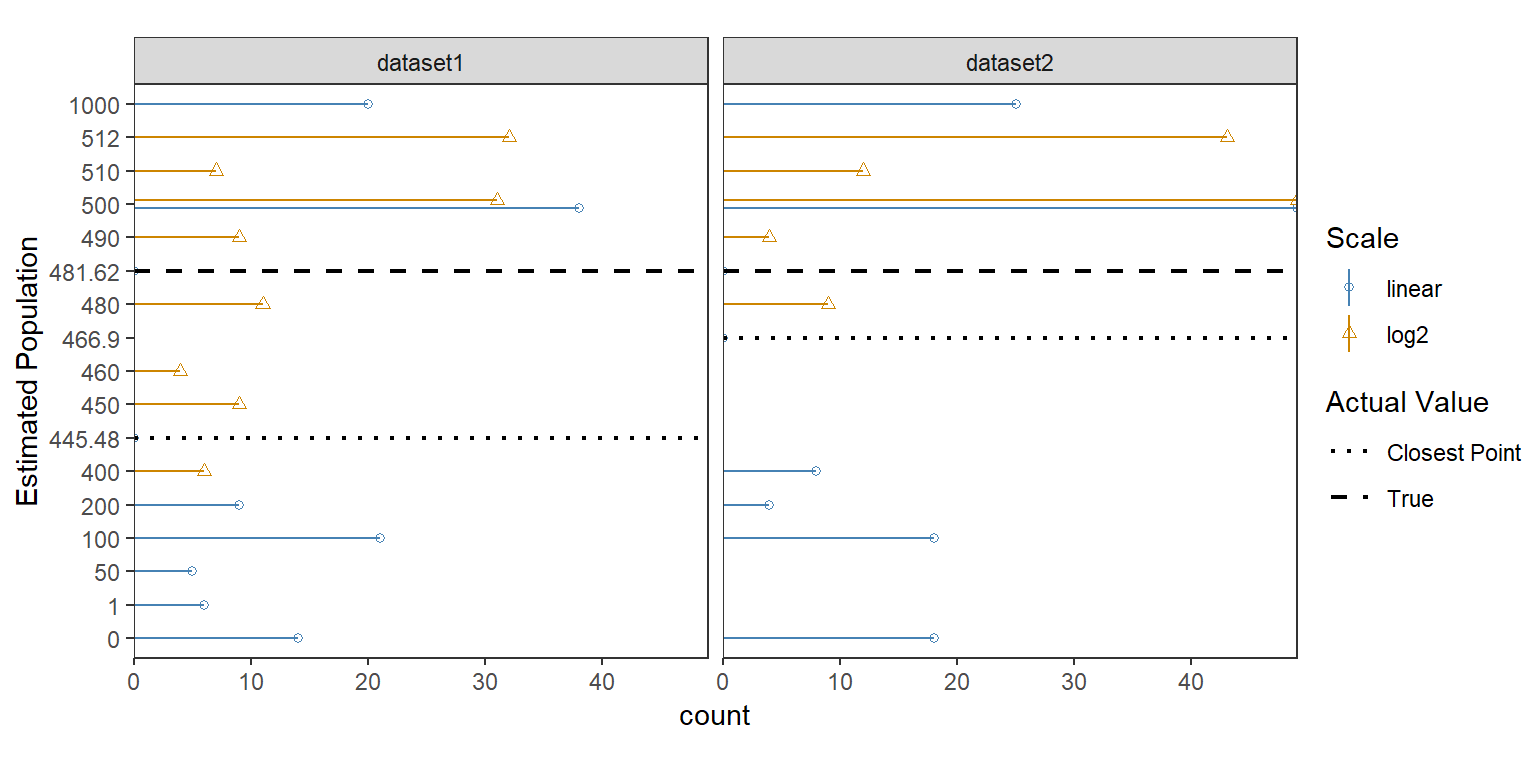 dataset1
dataset2
1000
512
510
500
490
481.62
480
466.9
460
450
445.48
400
200
100
50
1
0
Estimated Population
0 10 20 30 40
0 10 20 30 40
count
Scale
linear
log2
Actual Value
Closest Point
True